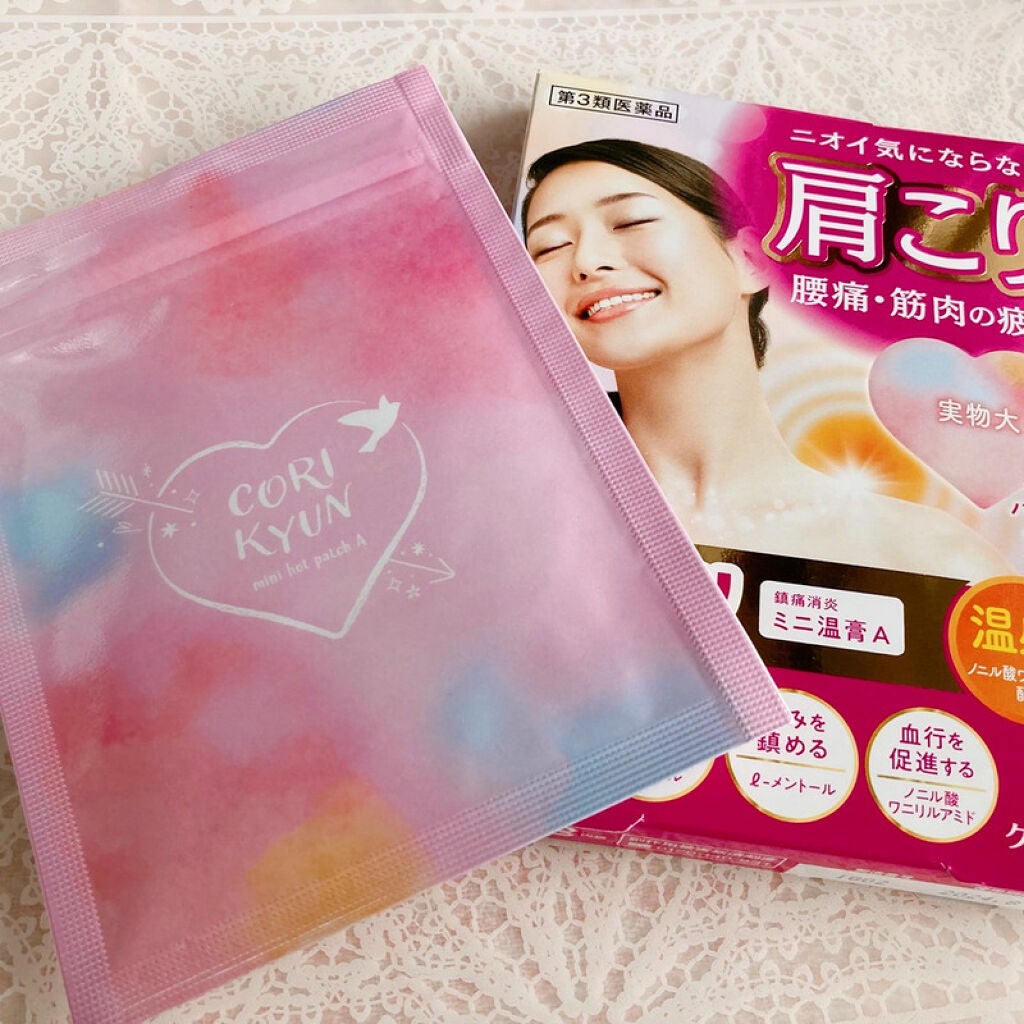 CORI
KYUN
mini hot patch A
第3類医薬品
ニオイ気にならな
肩こり
腰痛・筋肉の疲
実物大
鎮痛消炎
ミニ温膏A
温
ノニル酸ワ
みを
鎮める
ℓ-メントール
血行を
促進する
ノニル酸
ワニリルアミド